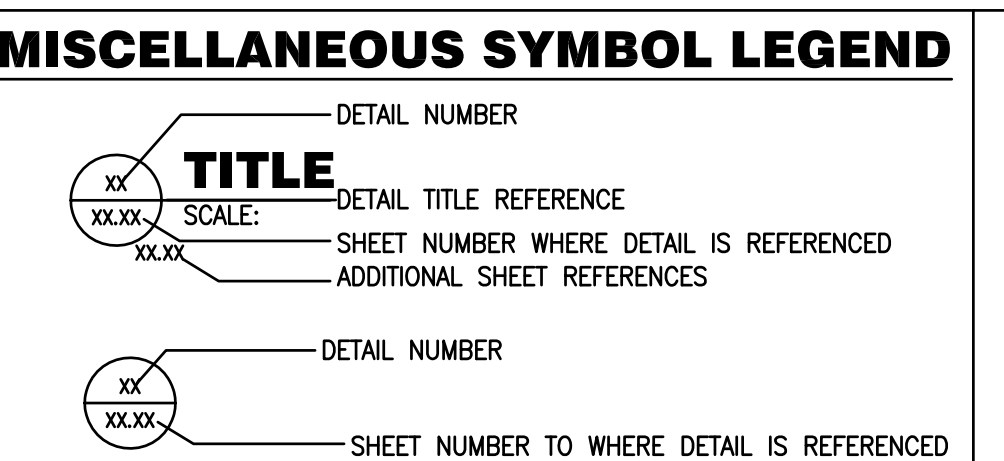 MISCELLANEOUS SYMBOL LEGEND
DETAIL NUMBER
XX
TITLE
DETAIL TITLE REFERENCE
XX.XX
SCALE:
SHEET NUMBER WHERE DETAIL IS REFERENCED
XX.XX
ADDITIONAL SHEET REFERENCES
DETAIL NUMBER
XX
XX.XX
SHEET NUMBER TO WHERE DETAIL IS REFERENCED